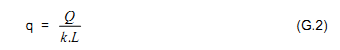 q = Q / k.L (G.2)